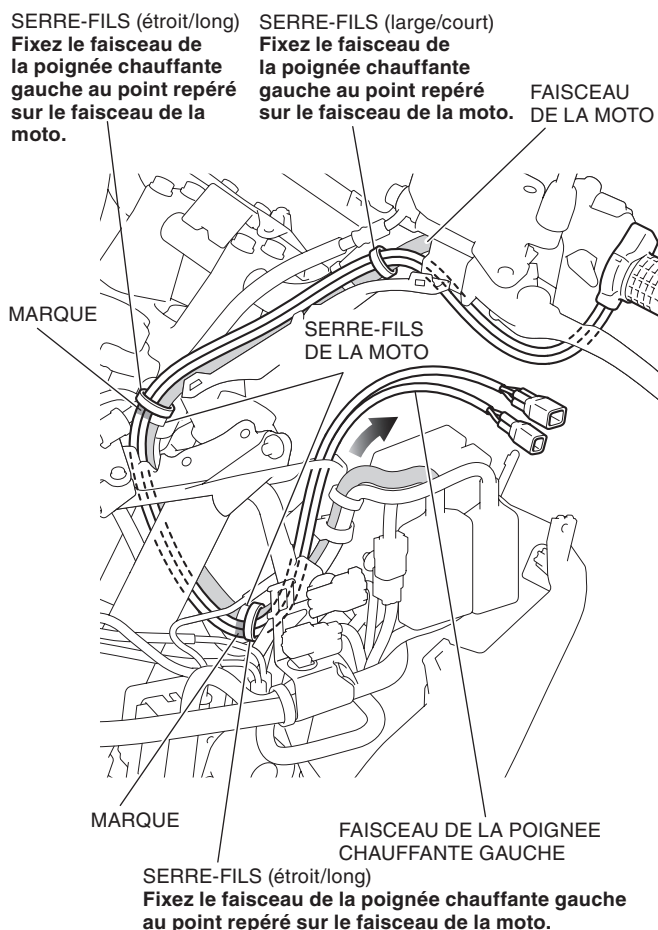 SERRE-FILS (étroit/long)
Fixez le faisceau de
la poignée chauffante
gauche au point repéré
sur le faisceau de la
moto.
SERRE-FILS (large/court)
Fixez le faisceau de
la poignée chauffante
gauche au point repéré
sur le faisceau de la moto.
FAISCEAU
DE LA MOTO
MARQUE
SERRE-FILS
DE LA MOTO
MARQUE
FAISCEAU DE LA POIGNEE
CHAUFFANTE GAUCHE
SERRE-FILS (étroit/long)
Fixez le faisceau de la poignée chauffante gauche
au point repéré sur le faisceau de la moto.